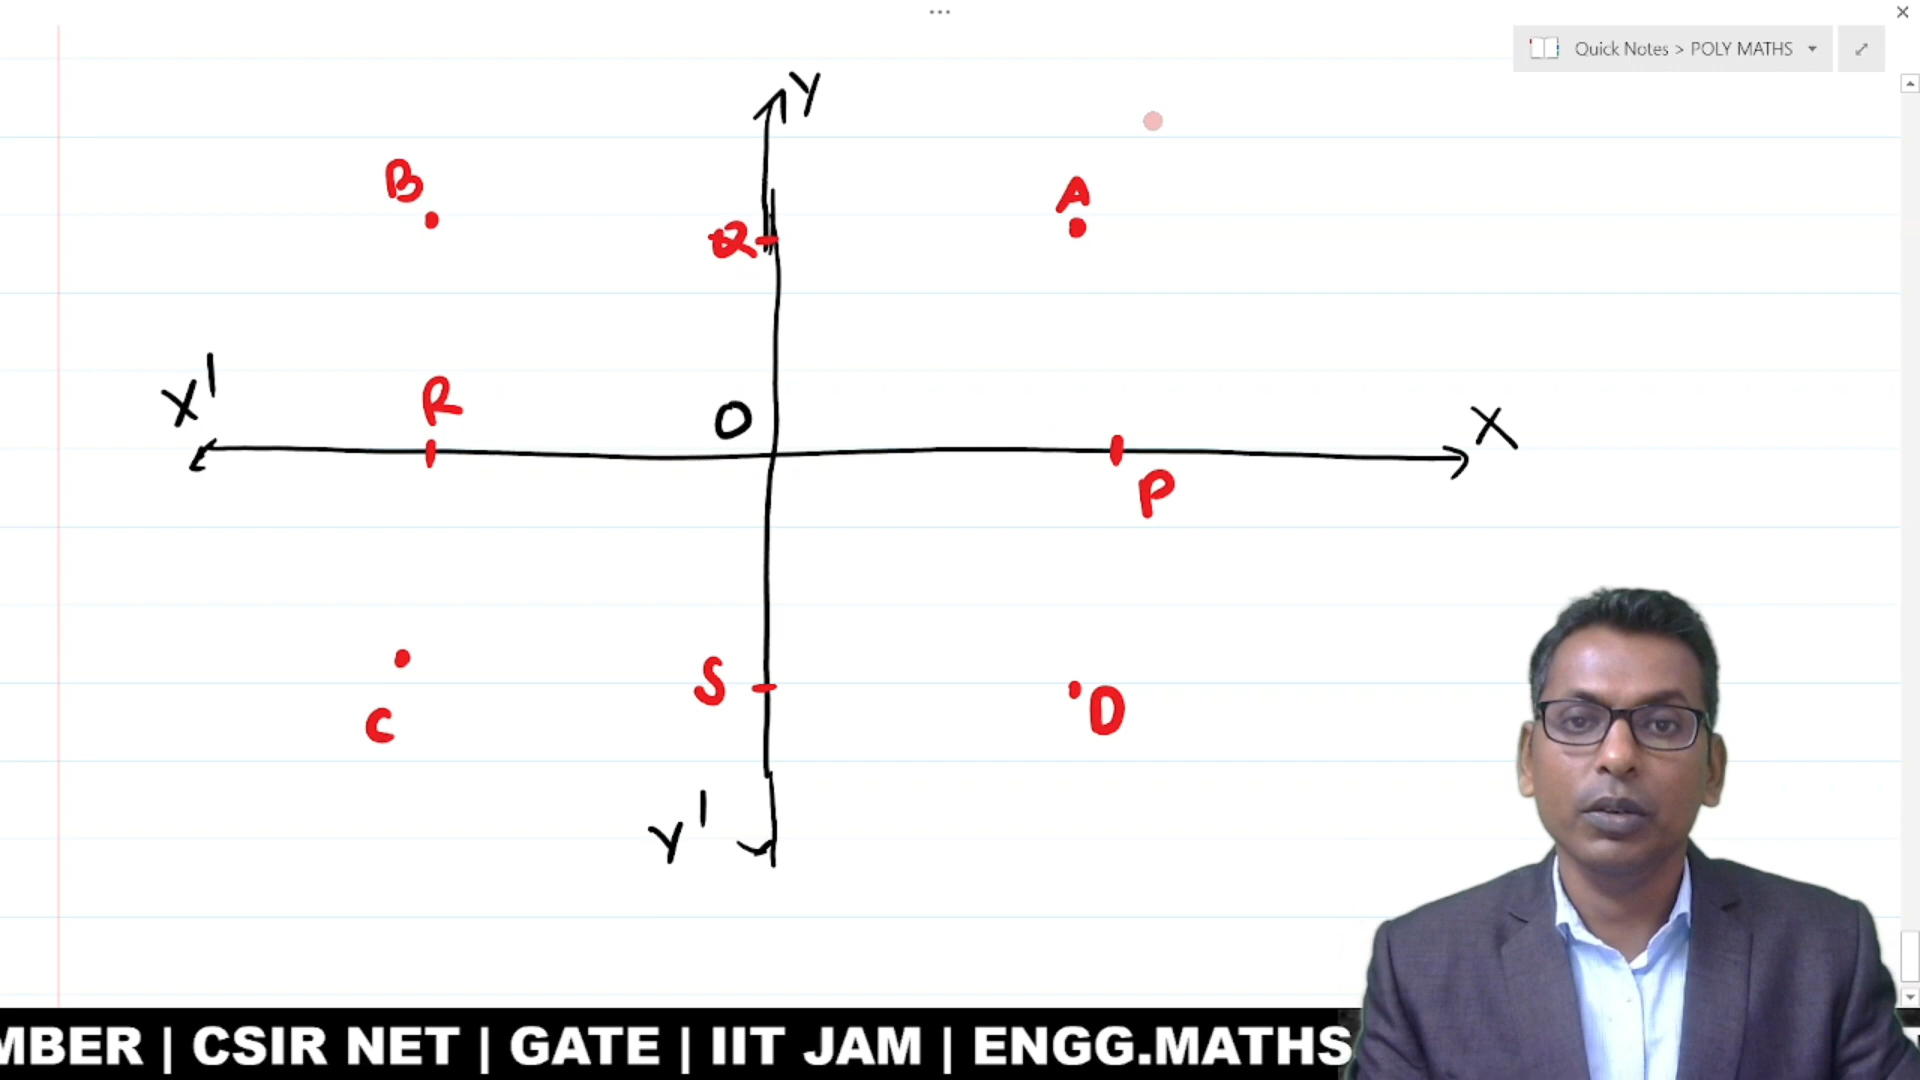 Quick Notes > POLY MATHS
Y
B
A
Q
X'
R
O
X
P
S
C
D
Y'
MBER | CSIR NET | GATE | IIT JAM | ENGG.MATHS